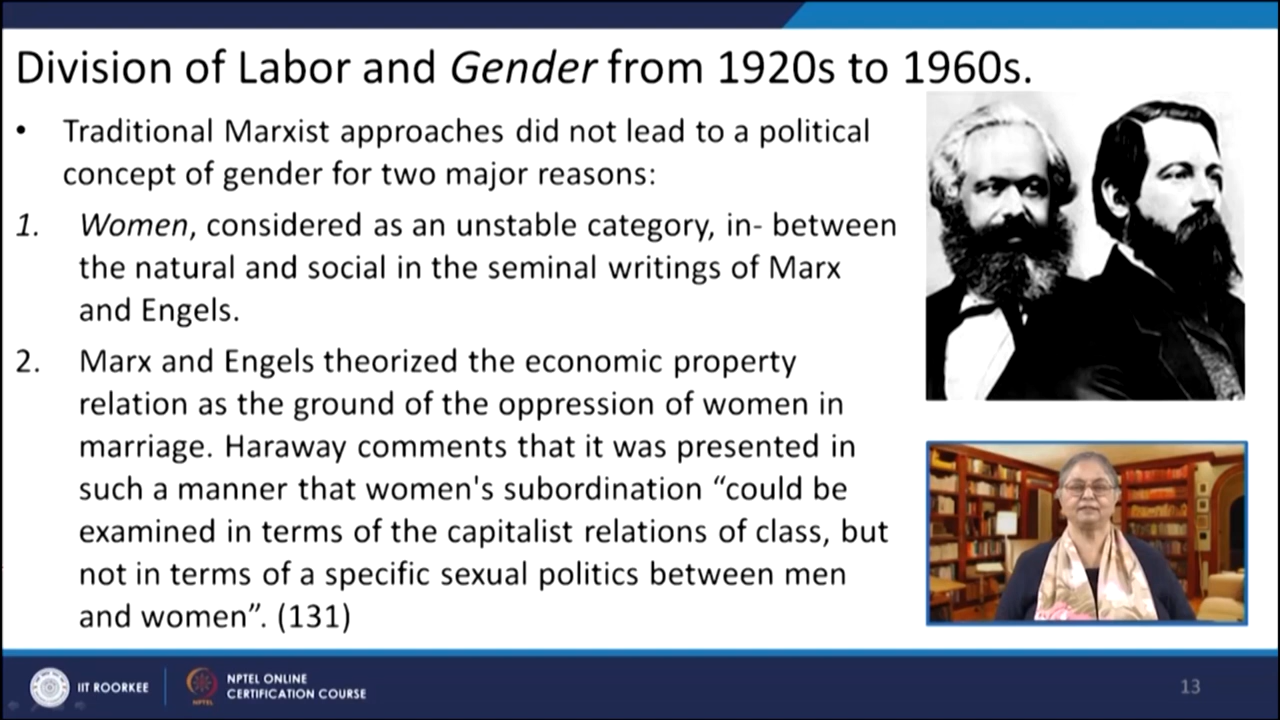 Division of Labor and Gender from 1920s to 1960s.
• Traditional Marxist approaches did not lead to a political
concept of gender for two major reasons:
1. Women, considered as an unstable category, in- between
the natural and social in the seminal writings of Marx
and Engels.
2. Marx and Engels theorized the economic property
relation as the ground of the oppression of women in
marriage. Haraway comments that it was presented in
such a manner that women's subordination “could be
examined in terms of the capitalist relations of class, but
not in terms of a specific sexual politics between men
and women”. (131)
IIT ROORKEE
NPTEL
NPTEL ONLINE
CERTIFICATION COURSE
13